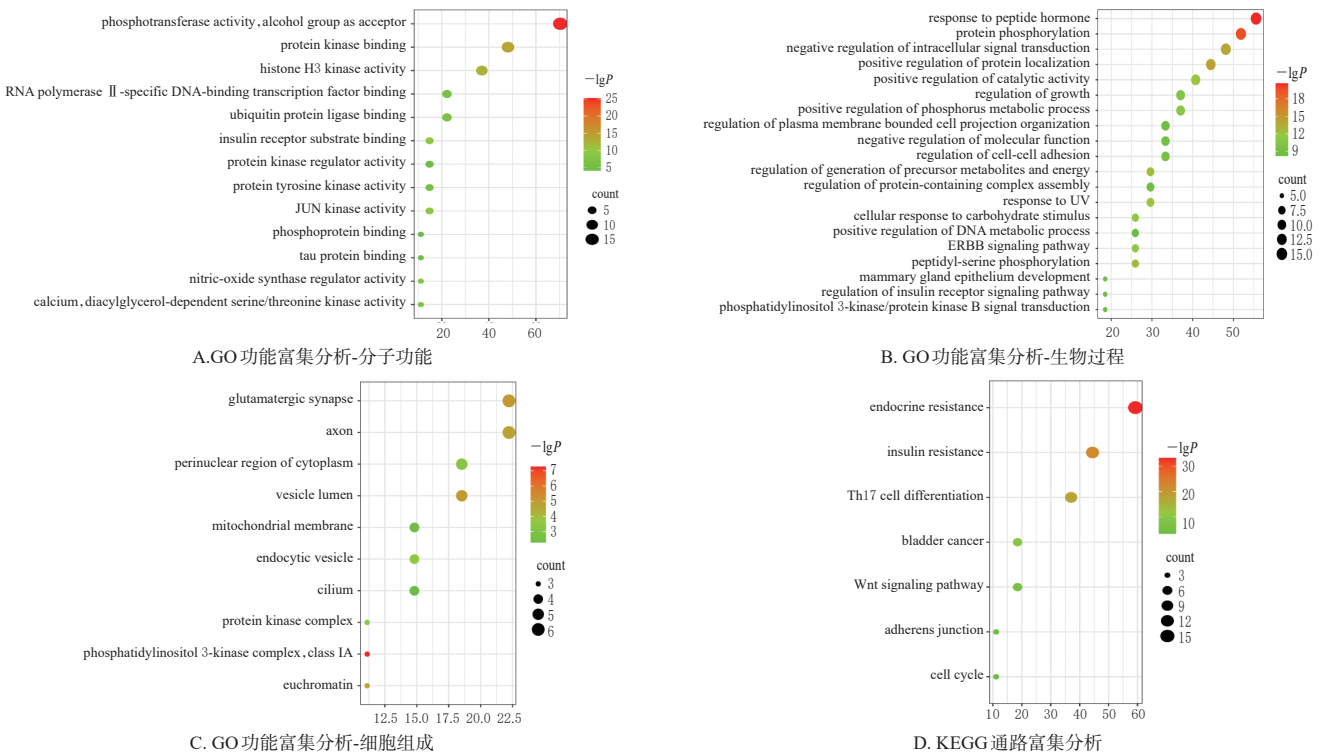 phosphotransferase activity, alcohol group as acceptor
protein kinase binding
histone H3 kinase activity
RNA polymerase Ⅱ-specific DNA-binding transcription factor binding
ubiquitin protein ligase binding
insulin receptor substrate binding
protein kinase regulator activity
protein tyrosine kinase activity
JUN kinase activity
phosphoprotein binding
tau protein binding
nitric-oxide synthase regulator activity
calcium, diacylglycerol-dependent serine/threonine kinase activity
20 40 60
－lgP
25
20
15
10
5
count
5
10
15
A.GO功能富集分析-分子功能
response to peptide hormone
protein phosphorylation
negative regulation of intracellular signal transduction
positive regulation of protein localization
positive regulation of catalytic activity
regulation of growth
positive regulation of phosphorus metabolic process
regulation of plasma membrane bounded cell projection organization
negative regulation of molecular function
regulation of cell-cell adhesion
regulation of generation of precursor metabolites and energy
regulation of protein-containing complex assembly
response to UV
cellular response to carbohydrate stimulus
positive regulation of DNA metabolic process
ERBB signaling pathway
peptidyl-serine phosphorylation
mammary gland epithelium development
regulation of insulin receptor signaling pathway
phosphatidylinositol 3-kinase/protein kinase B signal transduction
20 30 40 50
－lgP
18
15
12
9
count
5.0
7.5
10.0
12.5
15.0
B. GO功能富集分析-生物过程
glutamatergic synapse
axon
perinuclear region of cytoplasm
vesicle lumen
mitochondrial membrane
endocytic vesicle
cilium
protein kinase complex
phosphatidylinositol 3-kinase complex, class IA
euchromatin
12.5 15.0 17.5 20.0 22.5
－lgP
7
6
5
4
3
count
3
4
5
6
C. GO功能富集分析-细胞组成
endocrine resistance
insulin resistance
Th17 cell differentiation
bladder cancer
Wnt signaling pathway
adherens junction
cell cycle
10 20 30 40 50 60
－lgP
30
20
10
count
3
6
9
12
15
D. KEGG通路富集分析